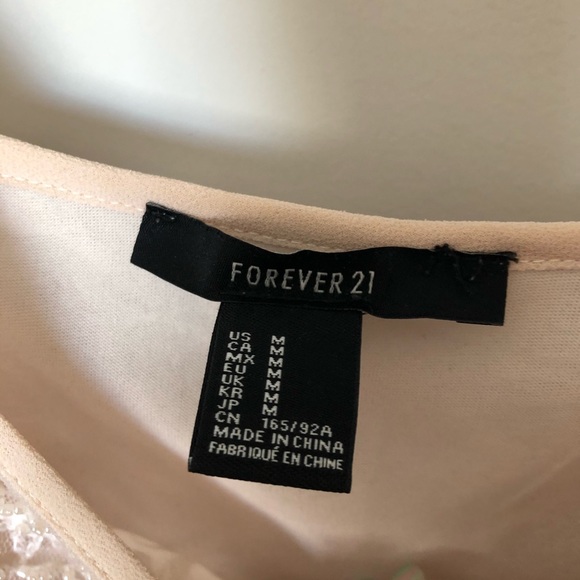 FOREVER 21
US M
CA M
MX M
EU M
UK M
KR M
JP M
CN 165/92A
MADE IN CHINA
FABRIQUÉ EN CHINE